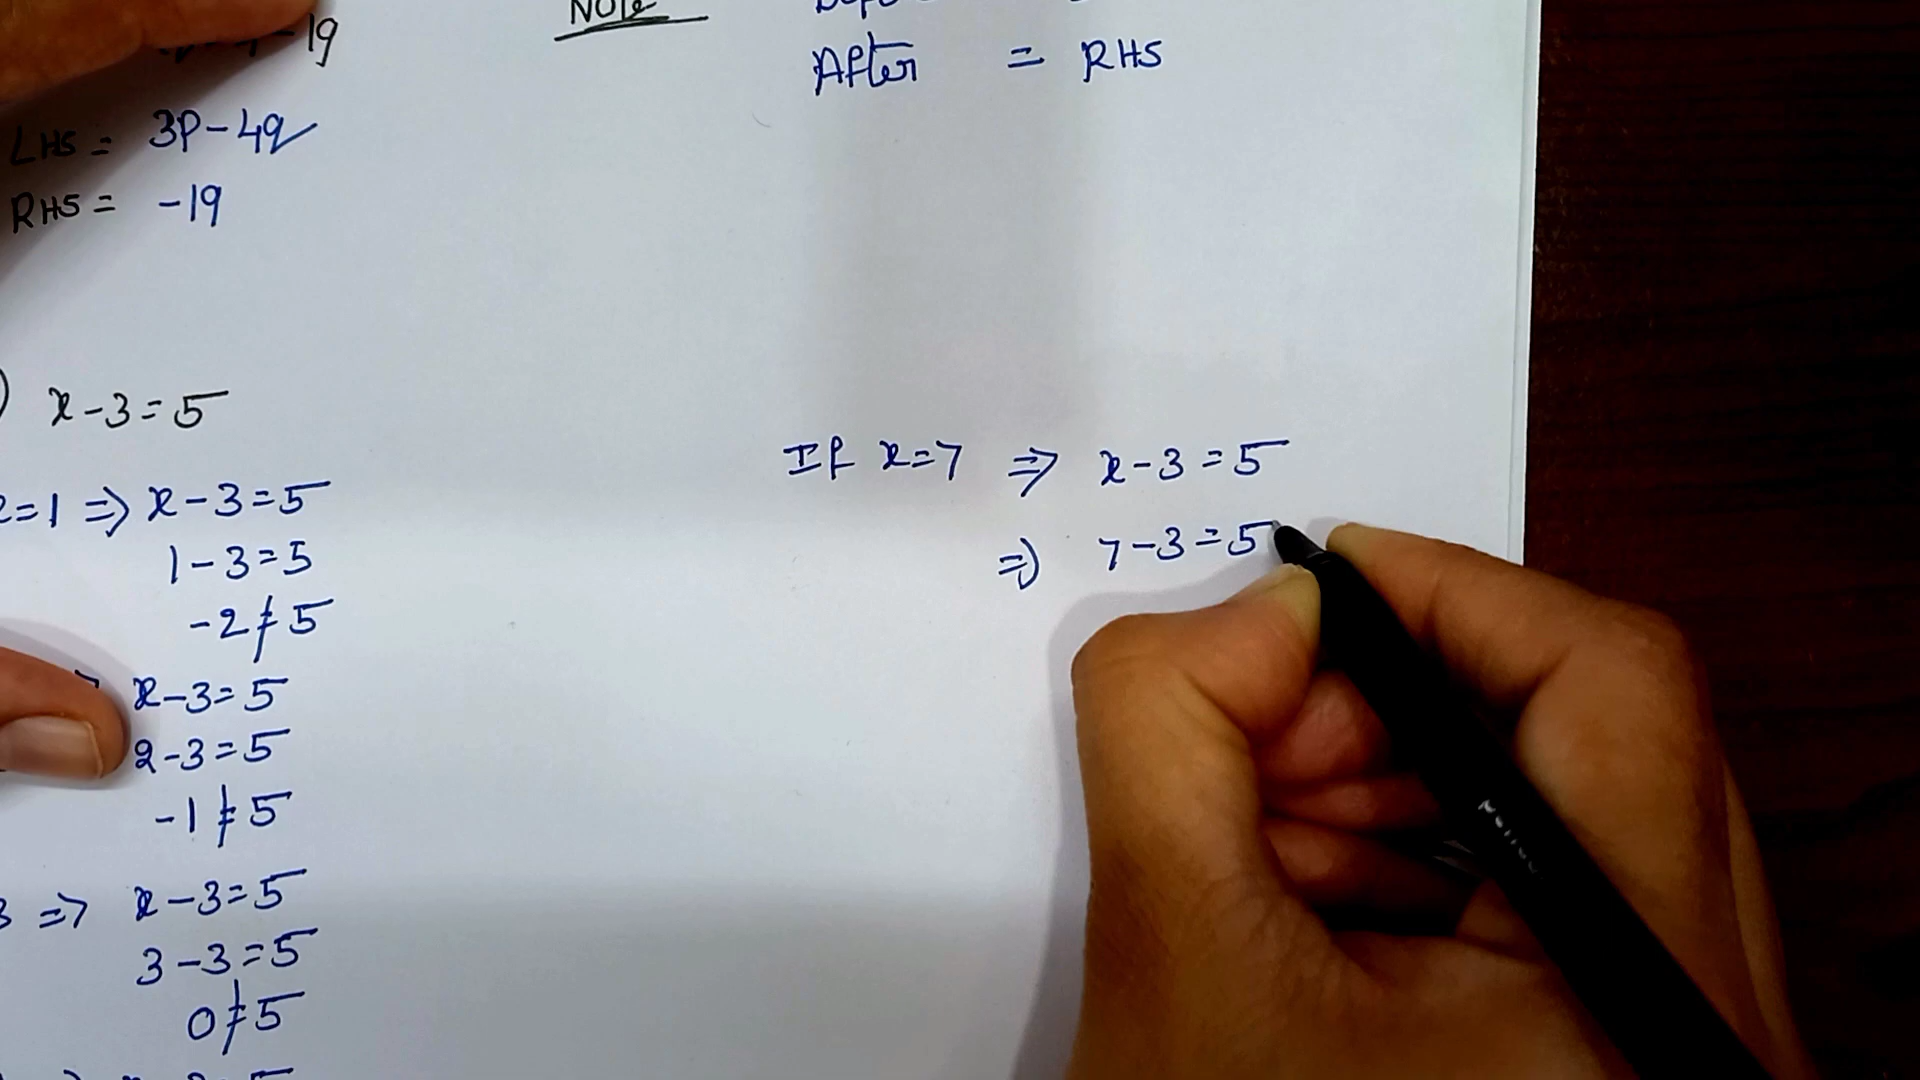 19
LHS = 3P-4q
RHS = -19
Note
After = RHS
) x-3=5
x=1 => x-3=5
1-3=5
-2≠5
x-3=5
2-3=5
-1≠5
3 => x-3=5
3-3=5
0≠5
If x=7 => x-3=5
=> 7-3=5